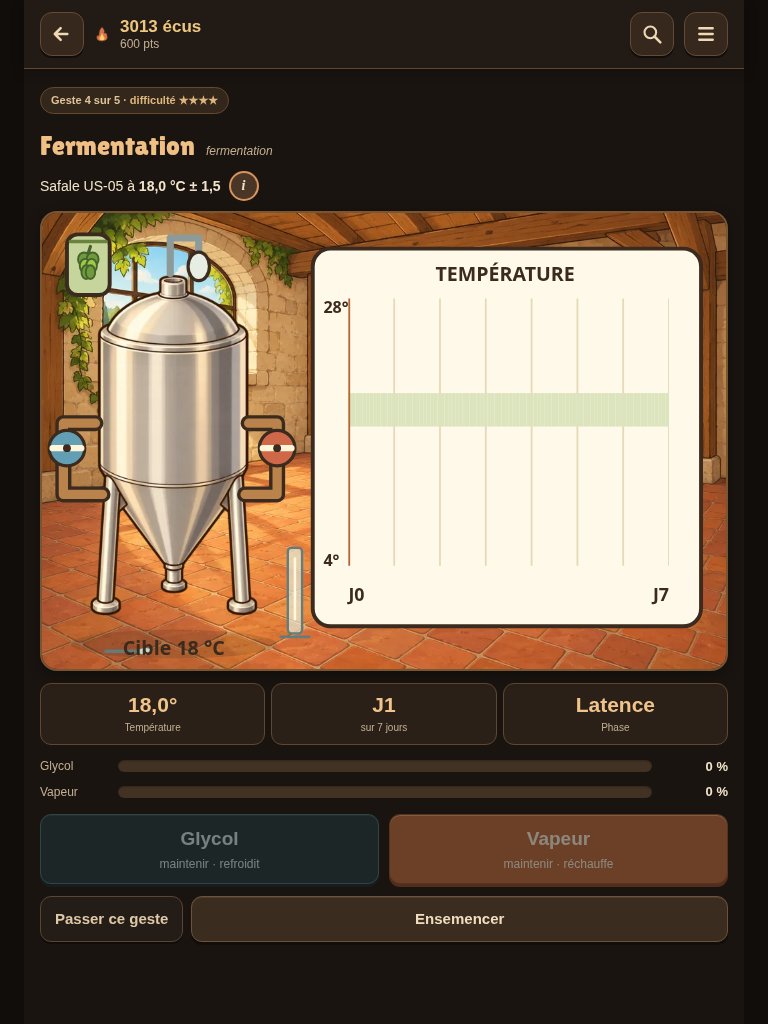 3013 écus
600 pts
Geste 4 sur 5 · difficulté ★★★★
Fermentation fermentation
Safale US-05 à 18,0 °C ± 1,5 i
TEMPÉRATURE
28°
4°
J0 J7
Cible 18 °C
18,0° J1 Latence
Température sur 7 jours Phase
Glycol 0 %
Vapeur 0 %
Glycol Vapeur
maintenir · refroidit maintenir · réchauffe
Passer ce geste Ensemencer